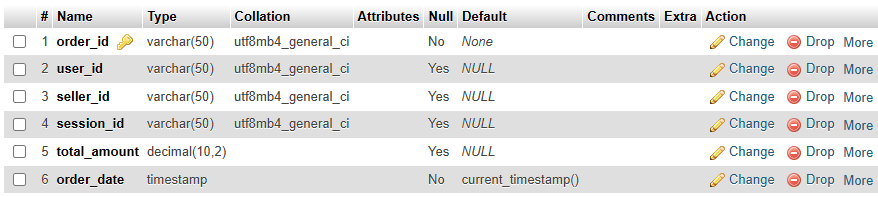 # Name Type Collation Attributes Null Default Comments Extra Action
1 order_id varchar(50) utf8mb4_general_ci No None Change Drop More
2 user_id varchar(50) utf8mb4_general_ci Yes NULL Change Drop More
3 seller_id varchar(50) utf8mb4_general_ci Yes NULL Change Drop More
4 session_id varchar(50) utf8mb4_general_ci Yes NULL Change Drop More
5 total_amount decimal(10,2) Yes NULL Change Drop More
6 order_date timestamp No current_timestamp() Change Drop More